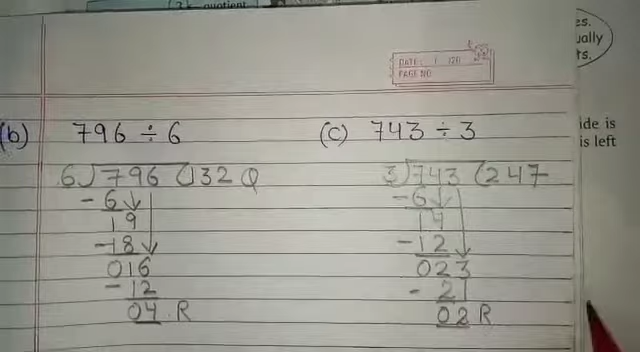 quotient
es.
ually
ts.
DATE: / /20
PAGE NO
ide is
is left
(b) 796 ÷ 6
6)796(132 Q
-6
19
-18
016
-12
04 R
(C) 743 ÷ 3
3)743(247
-6
14
-12
023
-21
02 R